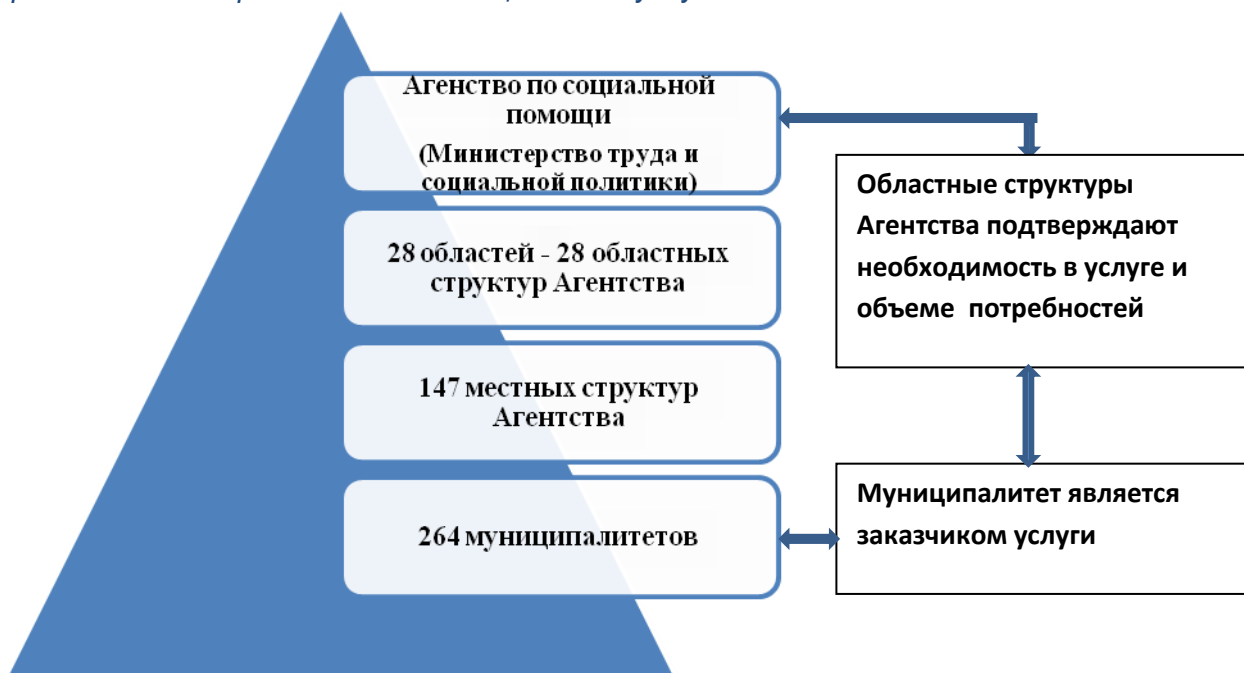 Агенство по социальной
помощи
(Министерство труда и
социальной политики)
28 областей - 28 областных
структур Агентства
147 местных структур
Агентства
264 муниципалитетов
Областные структуры
Агентства подтверждают
необходимость в услуге и
объеме потребностей
Муниципалитет является
заказчиком услуги